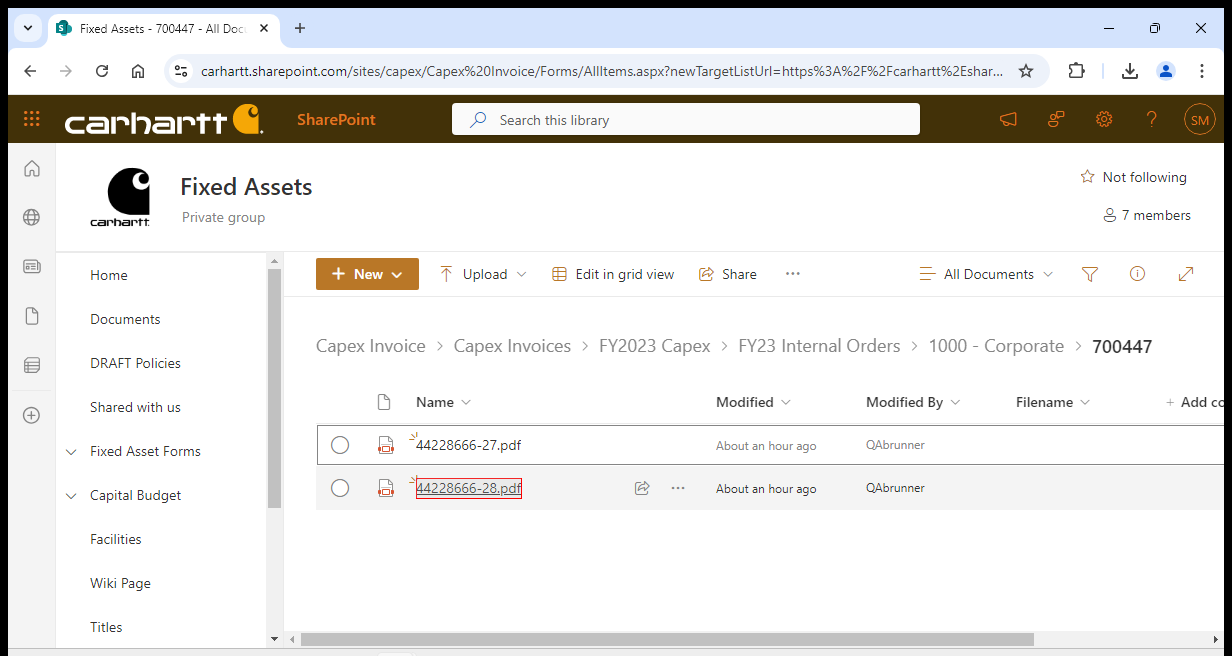 Fixed Assets - 700447 - All Doc
carhartt.sharepoint.com/sites/capex/Capex%20Invoice/Forms/AllItems.aspx?newTargetListUrl=https%3A%2F%2Fcarhartt%2Eshar...
carhartt
SharePoint
Search this library
SM
carhartt
Fixed Assets
Private group
Not following
7 members
Home
Documents
DRAFT Policies
Shared with us
Fixed Asset Forms
Capital Budget
Facilities
Wiki Page
Titles
New
Upload
Edit in grid view
Share
All Documents
Capex Invoice > Capex Invoices > FY2023 Capex > FY23 Internal Orders > 1000 - Corporate > 700447
Name Modified Modified By Filename + Add co
44228666-27.pdf About an hour ago QAbrunner
44228666-28.pdf About an hour ago QAbrunner